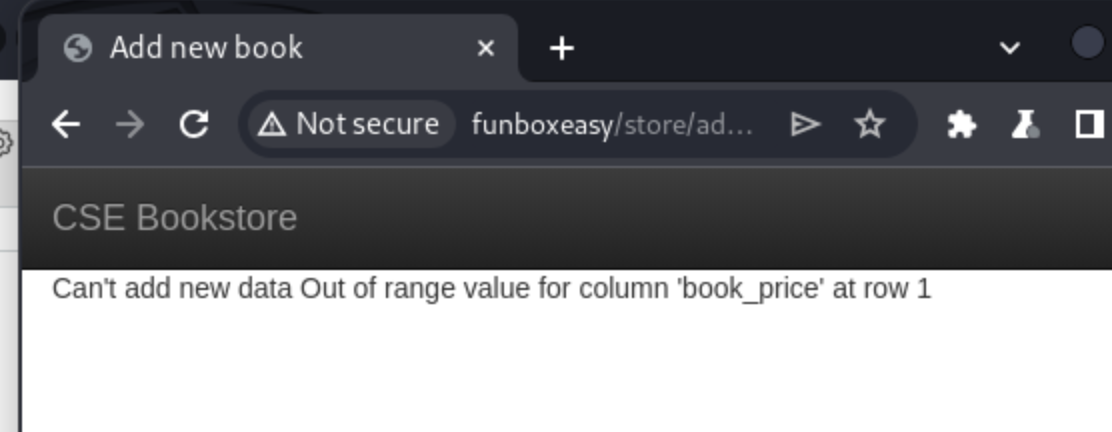 Add new book
Not secure funboxeasy/store/ad...
CSE Bookstore
Can't add new data Out of range value for column 'book_price' at row 1